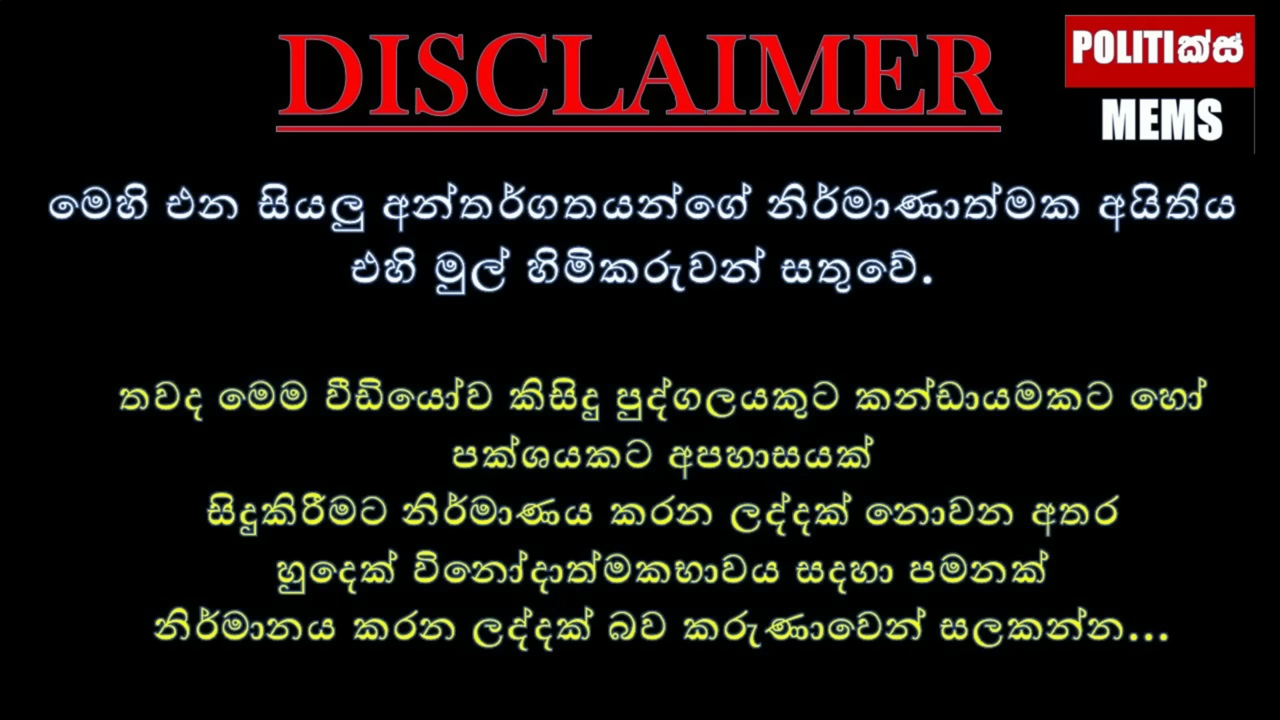 DISCLAIMER
POLITIක්ස්
MEMS
මෙහි එන සියලු අන්තර්ගතයන්ගේ නිර්මාණාත්මක අයිතිය
එහි මුල් හිමිකරුවන් සතුවේ.
තවද මෙම වීඩියෝව කිසිදු පුද්ගලයකුට කන්ඩායමකට හෝ
පක්ශයකට අපහාසයක්
සිදුකිරීමට නිර්මාණය කරන ලද්දක් නොවන අතර
හුදෙක් විනෝදාත්මකභාවය සදහා පමනක්
නිර්මානය කරන ලද්දක් බව කරුණාවෙන් සලකන්න...